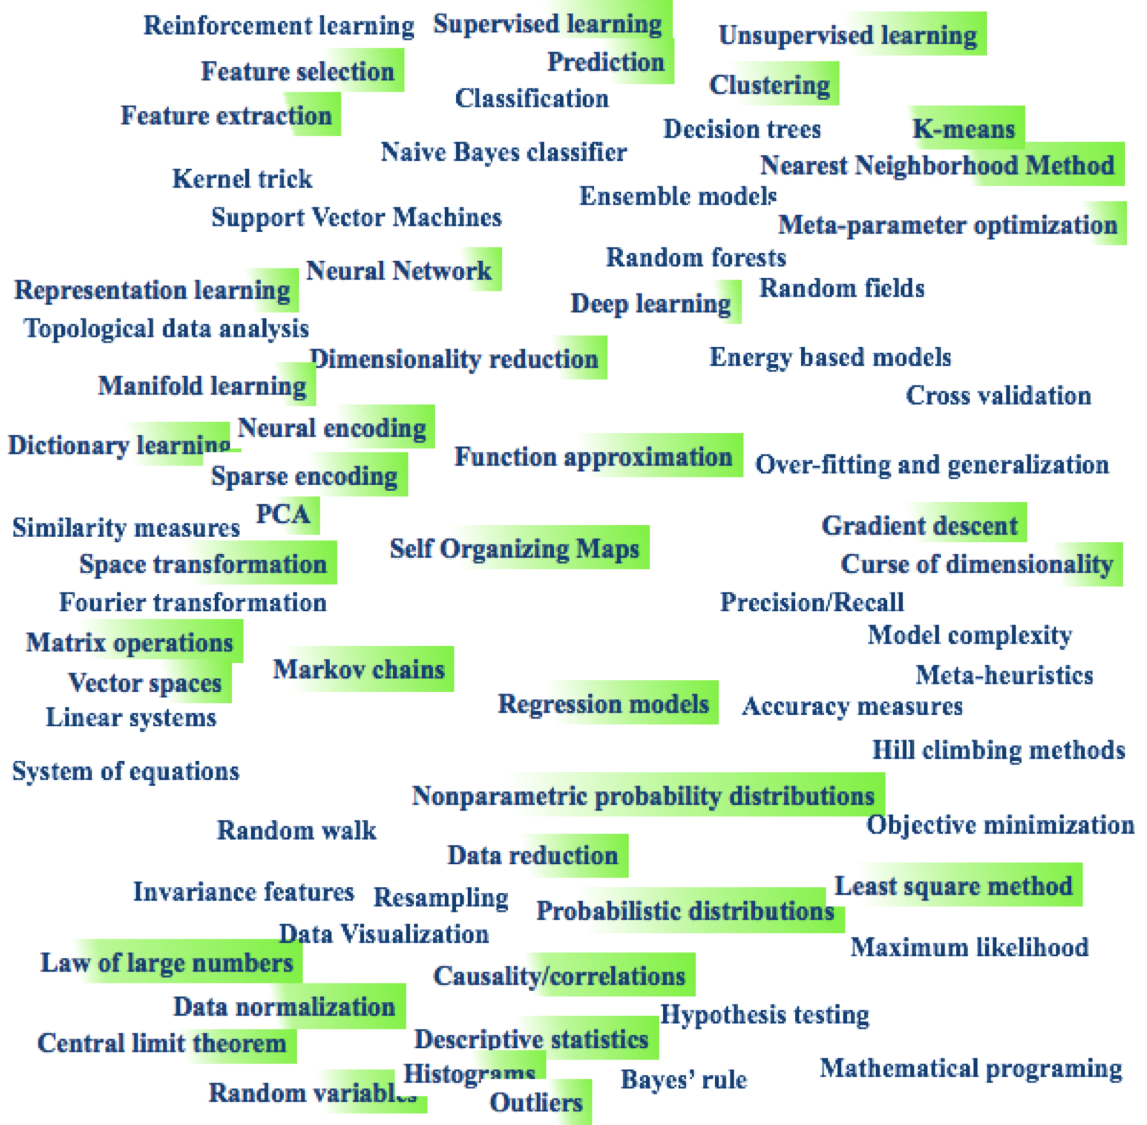 Reinforcement learning
Supervised learning
Unsupervised learning
Prediction
Feature selection
Clustering
Classification
Feature extraction
Decision trees
K-means
Naive Bayes classifier
Nearest Neighborhood Method
Kernel trick
Ensemble models
Support Vector Machines
Meta-parameter optimization
Random forests
Neural Network
Representation learning
Random fields
Deep learning
Topological data analysis
Dimensionality reduction
Energy based models
Manifold learning
Cross validation
Neural encoding
Dictionary learning
Function approximation
Over-fitting and generalization
Sparse encoding
PCA
Similarity measures
Gradient descent
Self Organizing Maps
Space transformation
Curse of dimensionality
Fourier transformation
Precision/Recall
Model complexity
Matrix operations
Markov chains
Meta-heuristics
Vector spaces
Regression models
Accuracy measures
Linear systems
Hill climbing methods
System of equations
Nonparametric probability distributions
Objective minimization
Random walk
Data reduction
Least square method
Invariance features
Resampling
Probabilistic distributions
Data Visualization
Maximum likelihood
Law of large numbers
Causality/correlations
Data normalization
Hypothesis testing
Central limit theorem
Descriptive statistics
Mathematical programing
Histograms
Bayes' rule
Random variables
Outliers